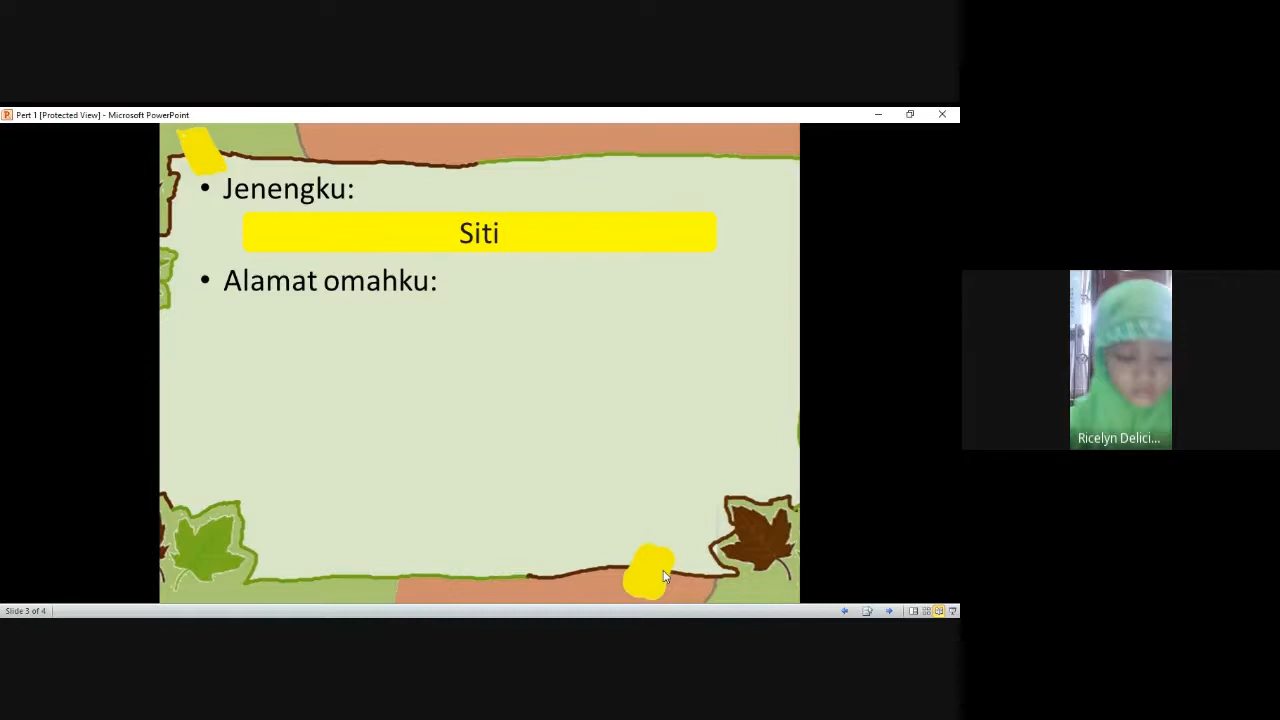 Part 1 [Protected View] - Microsoft PowerPoint
• Jenengku:
Siti
• Alamat omahku:
Ricelyn Delici...
Slide 3 of 4